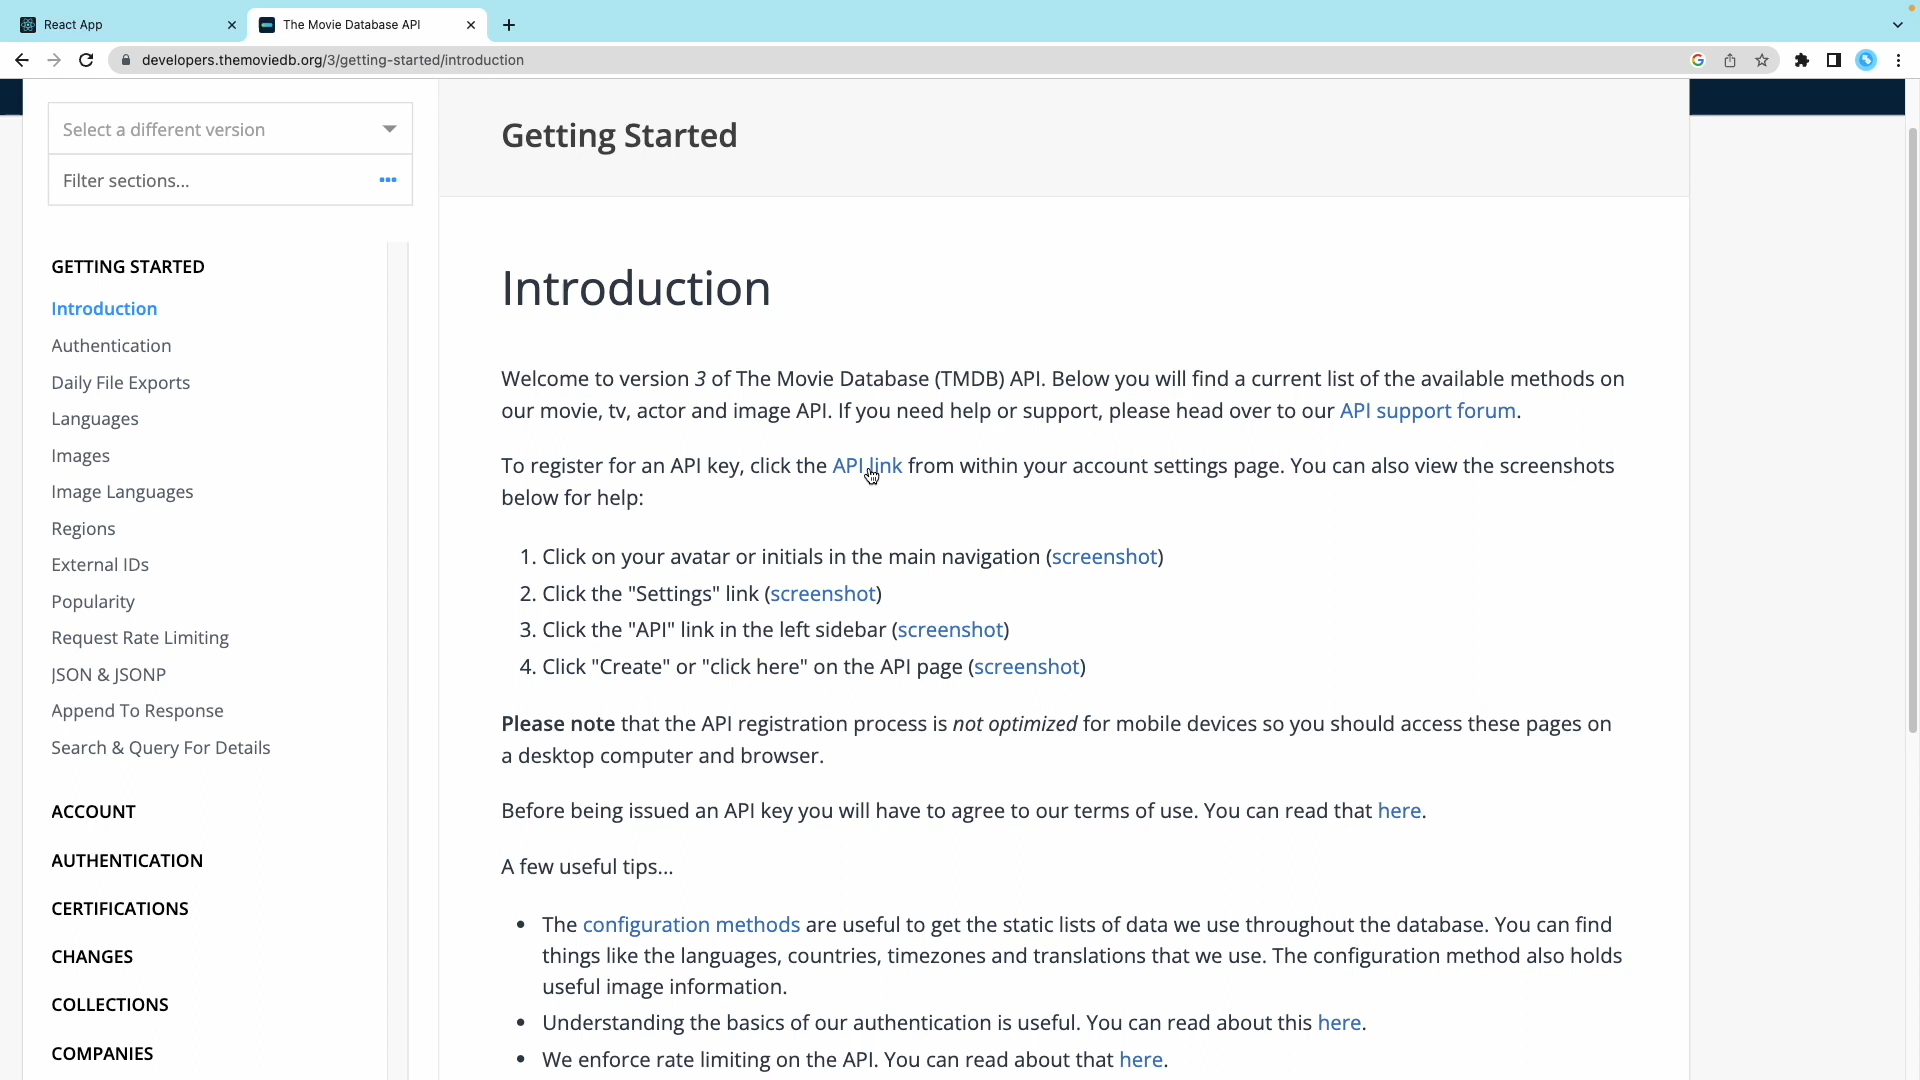 React App
The Movie Database API
developers.themoviedb.org/3/getting-started/introduction
Select a different version
Filter sections...
GETTING STARTED
Introduction
Authentication
Daily File Exports
Languages
Images
Image Languages
Regions
External IDs
Popularity
Request Rate Limiting
JSON & JSONP
Append To Response
Search & Query For Details
ACCOUNT
AUTHENTICATION
CERTIFICATIONS
CHANGES
COLLECTIONS
COMPANIES
Getting Started
Introduction
Welcome to version 3 of The Movie Database (TMDB) API. Below you will find a current list of the available methods on
our movie, tv, actor and image API. If you need help or support, please head over to our API support forum.
To register for an API key, click the API link from within your account settings page. You can also view the screenshots
below for help:
1. Click on your avatar or initials in the main navigation (screenshot)
2. Click the "Settings" link (screenshot)
3. Click the "API" link in the left sidebar (screenshot)
4. Click "Create" or "click here" on the API page (screenshot)
Please note that the API registration process is not optimized for mobile devices so you should access these pages on
a desktop computer and browser.
Before being issued an API key you will have to agree to our terms of use. You can read that here.
A few useful tips...
• The configuration methods are useful to get the static lists of data we use throughout the database. You can find
things like the languages, countries, timezones and translations that we use. The configuration method also holds
useful image information.
• Understanding the basics of our authentication is useful. You can read about this here.
• We enforce rate limiting on the API. You can read about that here.